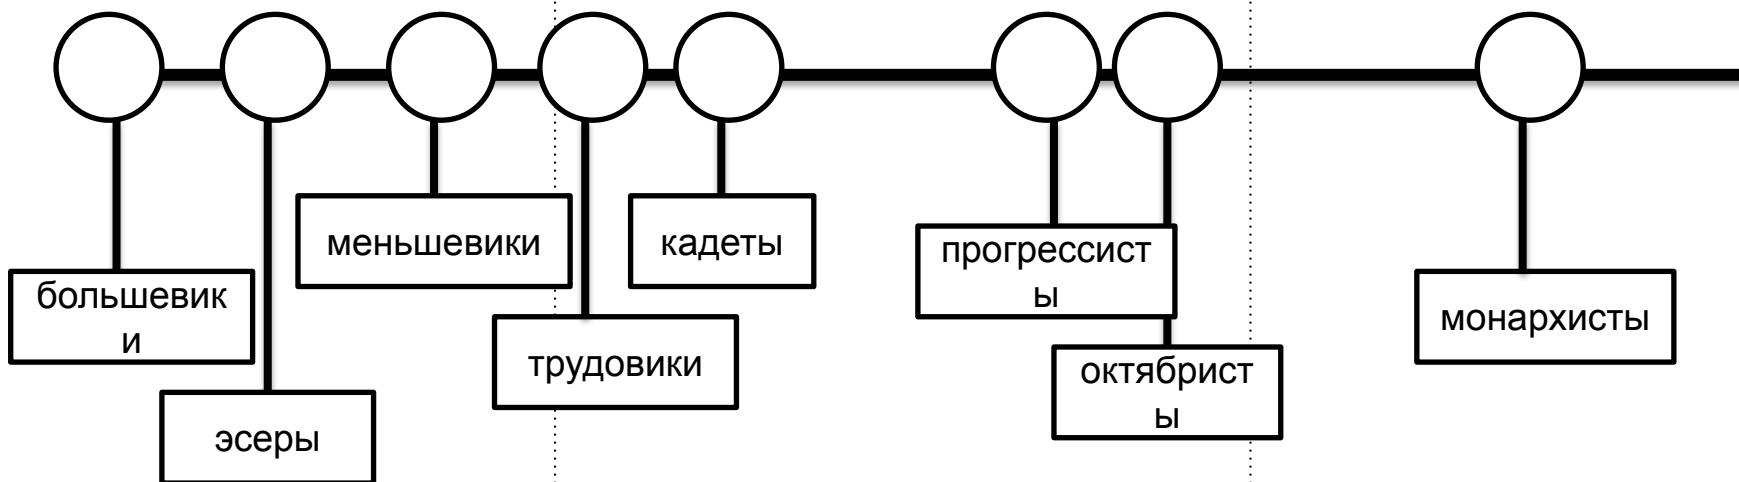 большевик
и
эсеры
меньшевики
трудовики
кадеты
прогрессист
ы
октябрист
ы
монархисты